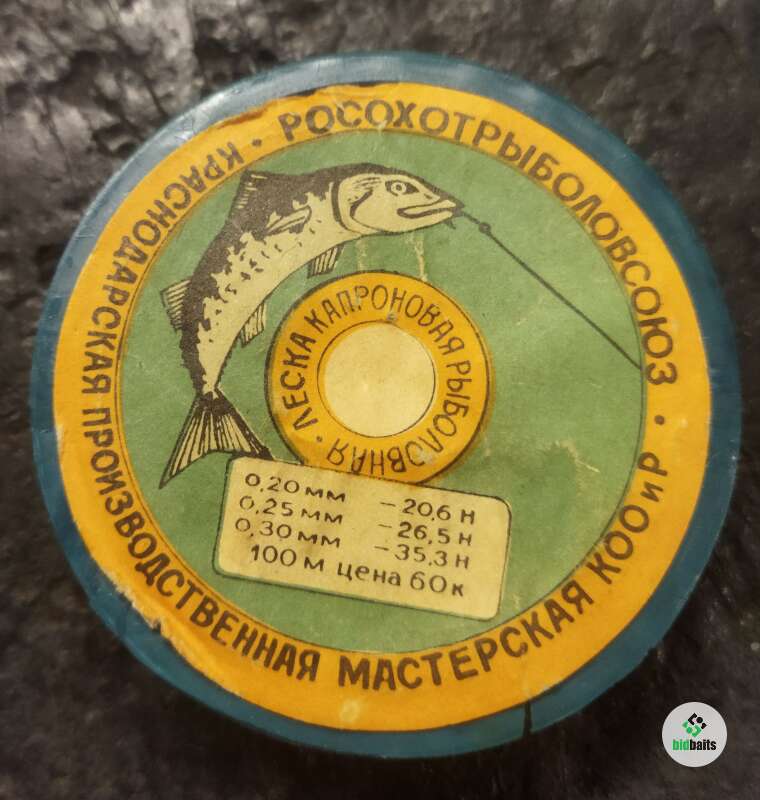 РОСОХОТРЫБОЛОВСОЮЗ ·
КРАСНОДАРСКАЯ ПРОИЗВОДСТВЕННАЯ МАСТЕРСКАЯ КООиР ·
ЛЕСКА КАПРОНОВАЯ РЫБОЛОВНАЯ ·
0,20 мм – 20,6 Н
0,25 мм – 26,5 Н
0,30 мм – 35,3 Н
100 м цена 60 к
bidbaits